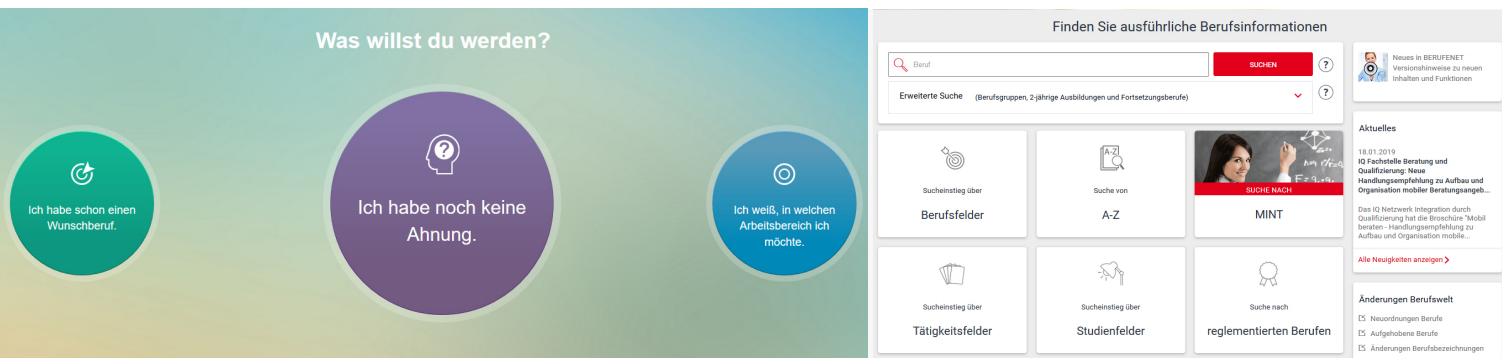 Was willst du werden?
Ich habe schon einen
Wunschberuf.
Ich habe noch keine
Ahnung.
Ich weiß, in welchen
Arbeitsbereich ich
möchte.
Finden Sie ausführliche Berufsinformationen
Beruf
SUCHEN
?
Erweiterte Suche (Berufsgruppen, 2-jährige Ausbildungen und Fortsetzungsberufe)
?
Sucheinstieg über
Berufsfelder
A-Z
Suche von
A-Z
SUCHE NACH
MINT
Sucheinstieg über
Tätigkeitsfelder
Sucheinstieg über
Studienfelder
Suche nach
reglementierten Berufen
Neues in BERUFENET
Versionshinweise zu neuen
Inhalten und Funktionen
Aktuelles
18.01.2019
IQ Fachstelle Beratung und
Qualifizierung: Neue
Handlungsempfehlung zu Aufbau und
Organisation mobiler Beratungsangeb...
Das IQ Netzwerk Integration durch
Qualifizierung hat die Broschüre "Mobil
beraten - Handlungsempfehlung zu
Aufbau und Organisation mobile...
Alle Neuigkeiten anzeigen
Änderungen Berufswelt
Neuordnungen Berufe
Aufgehobene Berufe
Änderungen Berufsbezeichnungen